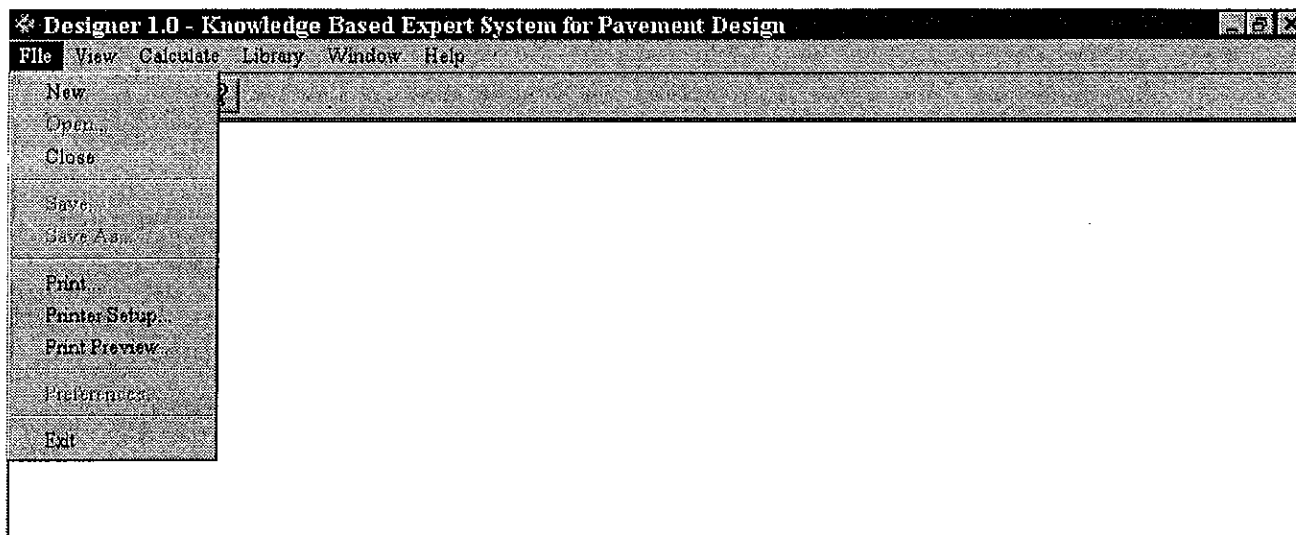 Designer 1.0 - Knowledge Based Expert System for Pavement Design
FIle View Calculate Library Window Help
?
New
Open...
Close
Save...
Save As...
Print...
Printer Setup...
Print Preview...
Preferences...
Exit